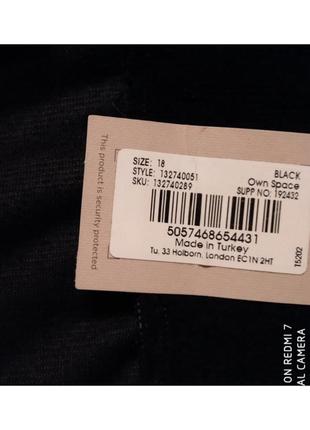 This product is security protected
SIZE: 18 BLACK
STYLE: 132740051 Own Space
SKU: 132740289 SUPP NO: 192432
5057468654431
Made in Turkey
Tu, 33 Holborn, London EC1N 2HT
T5202
ON REDMI 7
AL CAMERA